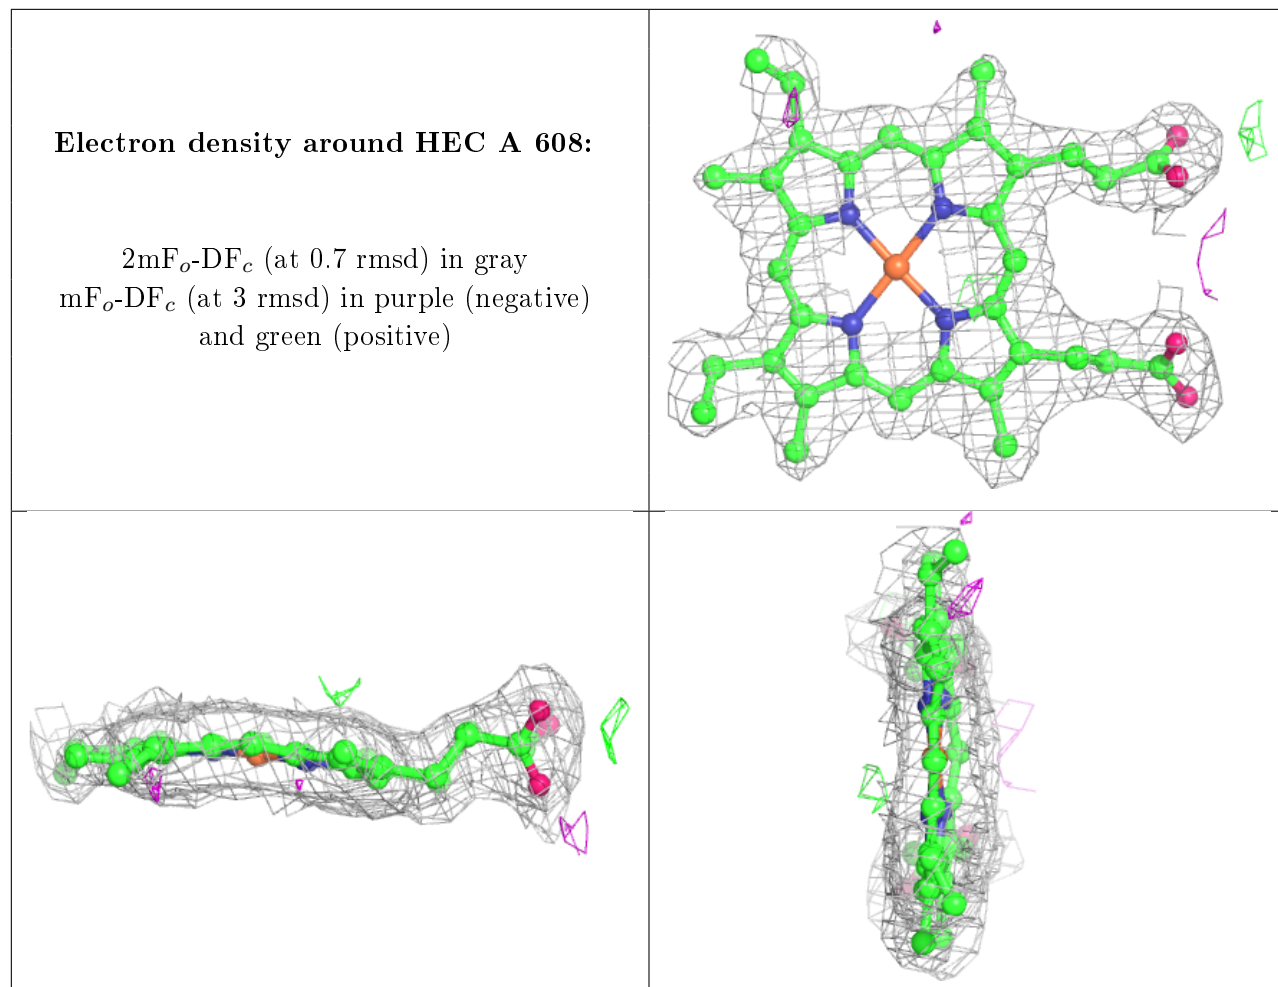 Electron density around HEC A 608:
2mFo-DFc (at 0.7 rmsd) in gray
mFo-DFc (at 3 rmsd) in purple (negative)
and green (positive)